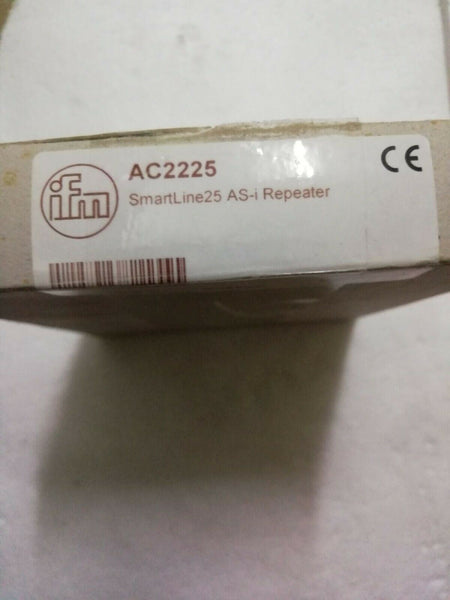 ifm
AC2225
SmartLine25 AS-i Repeater
CE